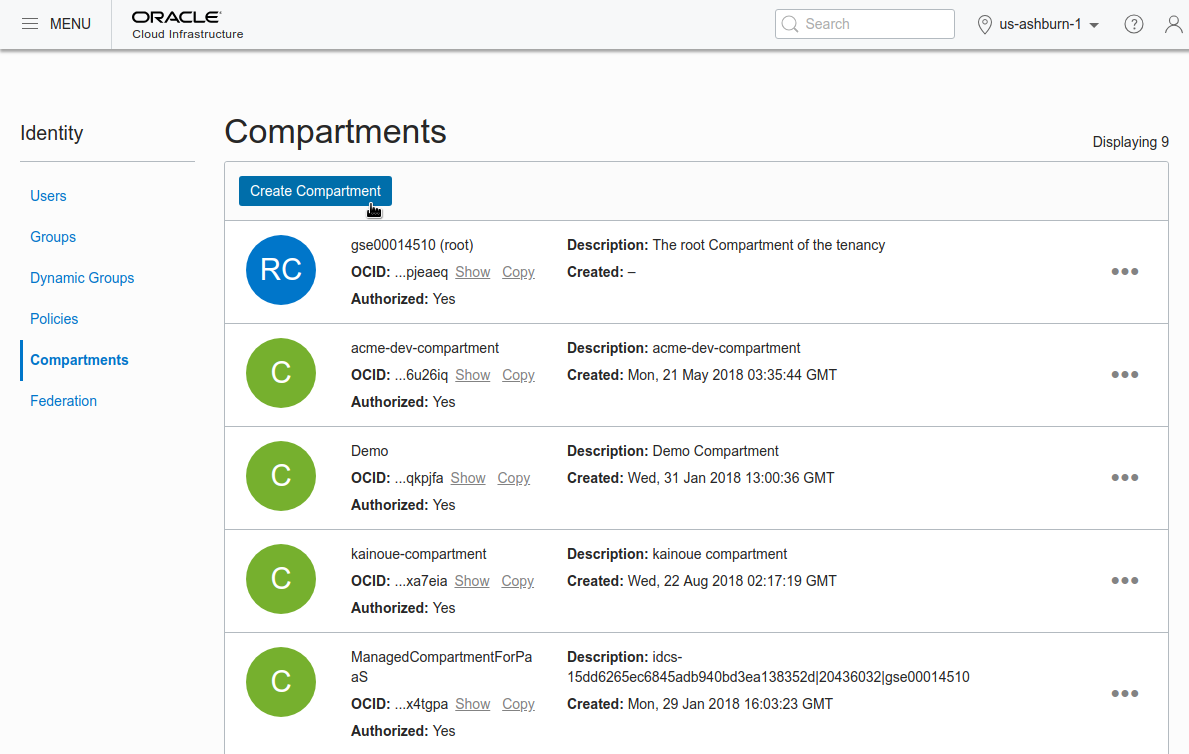 MENU
ORACLE
Cloud Infrastructure
Search
us-ashburn-1
?
Identity
Users
Groups
Dynamic Groups
Policies
Compartments
Federation
Compartments
Displaying 9
Create Compartment
RC
gse00014510 (root)
OCID: ...pjeaeq Show Copy
Authorized: Yes
Description: The root Compartment of the tenancy
Created: –
C
acme-dev-compartment
OCID: ...6u26iq Show Copy
Authorized: Yes
Description: acme-dev-compartment
Created: Mon, 21 May 2018 03:35:44 GMT
C
Demo
OCID: ...qkpjfa Show Copy
Authorized: Yes
Description: Demo Compartment
Created: Wed, 31 Jan 2018 13:00:36 GMT
C
kainoue-compartment
OCID: ...xa7eia Show Copy
Authorized: Yes
Description: kainoue compartment
Created: Wed, 22 Aug 2018 02:17:19 GMT
C
ManagedCompartmentForPa
aS
OCID: ...x4tgpa Show Copy
Authorized: Yes
Description: idcs-
15dd6265ec6845adb940bd3ea138352d|20436032|gse00014510
Created: Mon, 29 Jan 2018 16:03:23 GMT